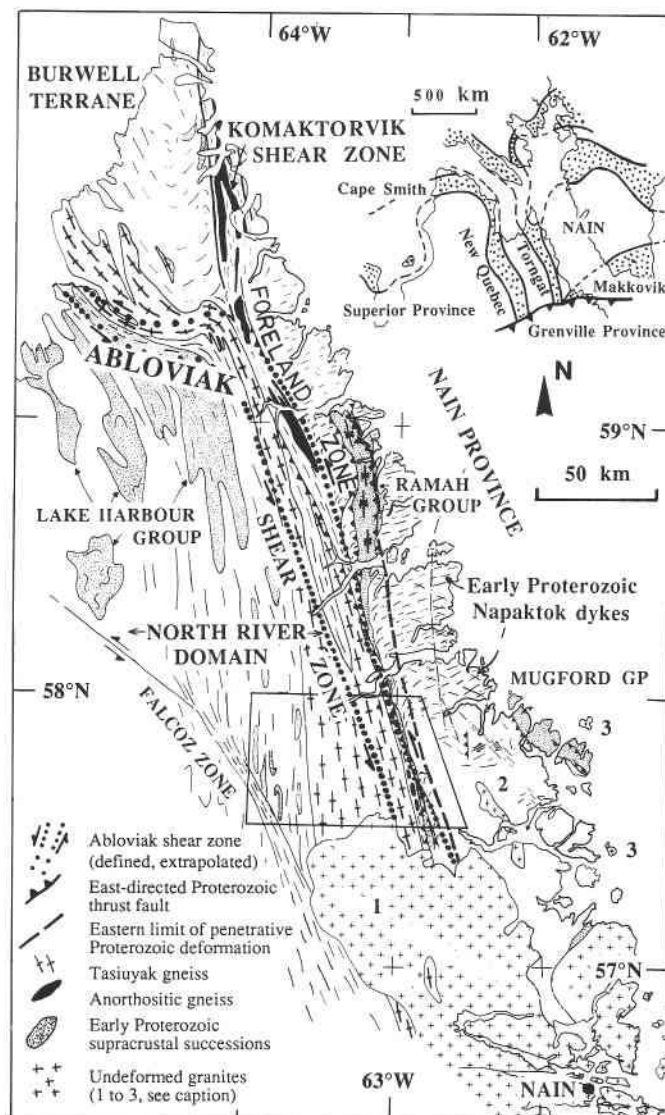 64°W
62°W
BURWELL
TERRANE
500 km
KOMAKTORVIK
SHEAR ZONE
Cape Smith
NAIN
New Quebec
Torngat
Makkovik
Superior Province
Grenville Province
FORELAND
ZONE
ABLOVIAK
SHEAR
ZONE
N
NAIN PROVINCE
59°N
50 km
RAMAH
GROUP
LAKE HARBOUR
GROUP
Early Proterozoic
Napaktok dykes
NORTH RIVER
DOMAIN
58°N
MUGFORD GP
FALCOZ ZONE
3
2
3
1
Abloviak shear zone
(defined, extrapolated)
East-directed Proterozoic
thrust fault
Eastern limit of penetrative
Proterozoic deformation
Tasiuyak gneiss
Anorthositic gneiss
Early Proterozoic
supracrustal successions
Undeformed granites
(1 to 3, see caption)
57°N
63°W
NAIN